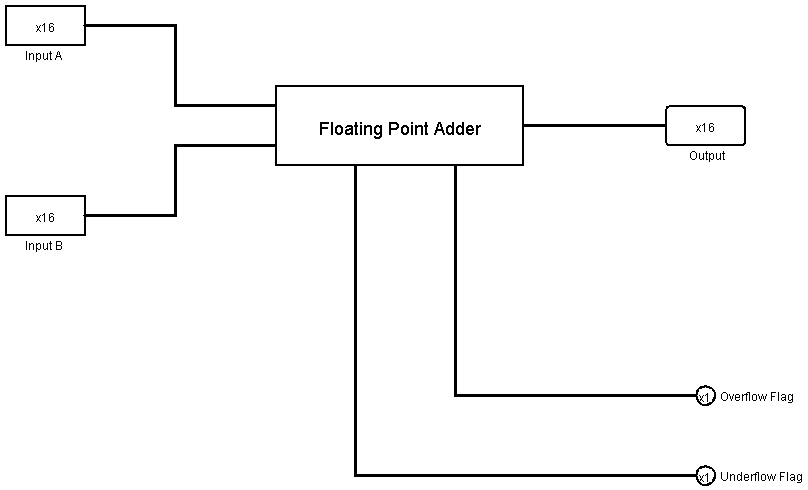 x16
Input A
Floating Point Adder
x16
Output
x16
Input B
x1
Overflow Flag
x1
Underflow Flag